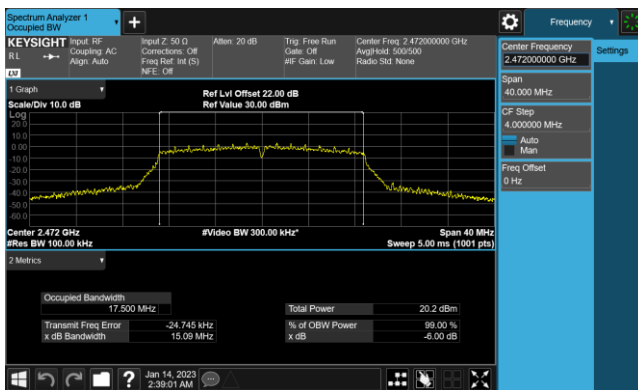 Spectrum Analyzer 1
Occupied BW
Frequency
KEYSIGHT
Input: RF
Input Z: 50 Ω
Atten: 20 dB
Trig: Free Run
Center Freq: 2.472000000 GHz
RL
Coupling: AC
Corrections: Off
Gate: Off
Avg|Hold: 500/500
Align: Auto
Freq Ref: Int (S)
#IF Gain: Low
Radio Std: None
NFE: Off
LXI
Center Frequency
2.472000000 GHz
Settings
Span
40.000 MHz
CF Step
4.000000 MHz
Auto
Man
Freq Offset
0 Hz
1 Graph
Ref Lvl Offset 22.00 dB
Scale/Div 10.0 dB
Ref Value 30.00 dBm
Log
20.0
10.0
0.00
-10.0
-20.0
-30.0
-40.0
-50.0
-60.0
Center 2.472 GHz
#Video BW 300.00 kHz*
Span 40 MHz
#Res BW 100.00 kHz
Sweep 5.00 ms (1001 pts)
2 Metrics
Occupied Bandwidth
17.500 MHz
Total Power
20.2 dBm
Transmit Freq Error
-24.745 kHz
% of OBW Power
99.00 %
x dB Bandwidth
15.09 MHz
x dB
-6.00 dB
?
Jan 14, 2023
2:39:01 AM